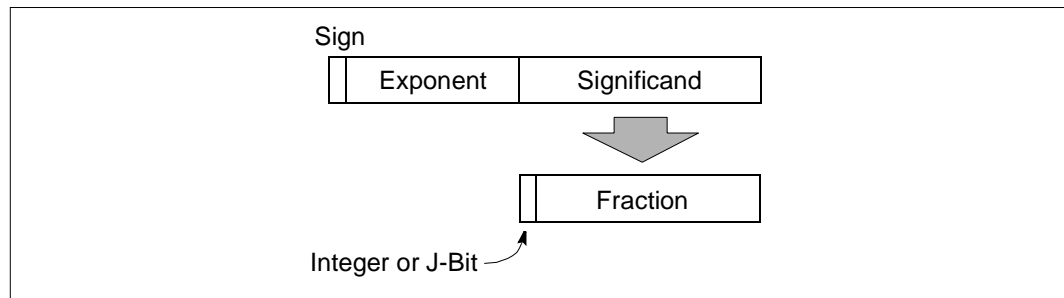 Sign
Exponent Significand
Fraction
Integer or J-Bit